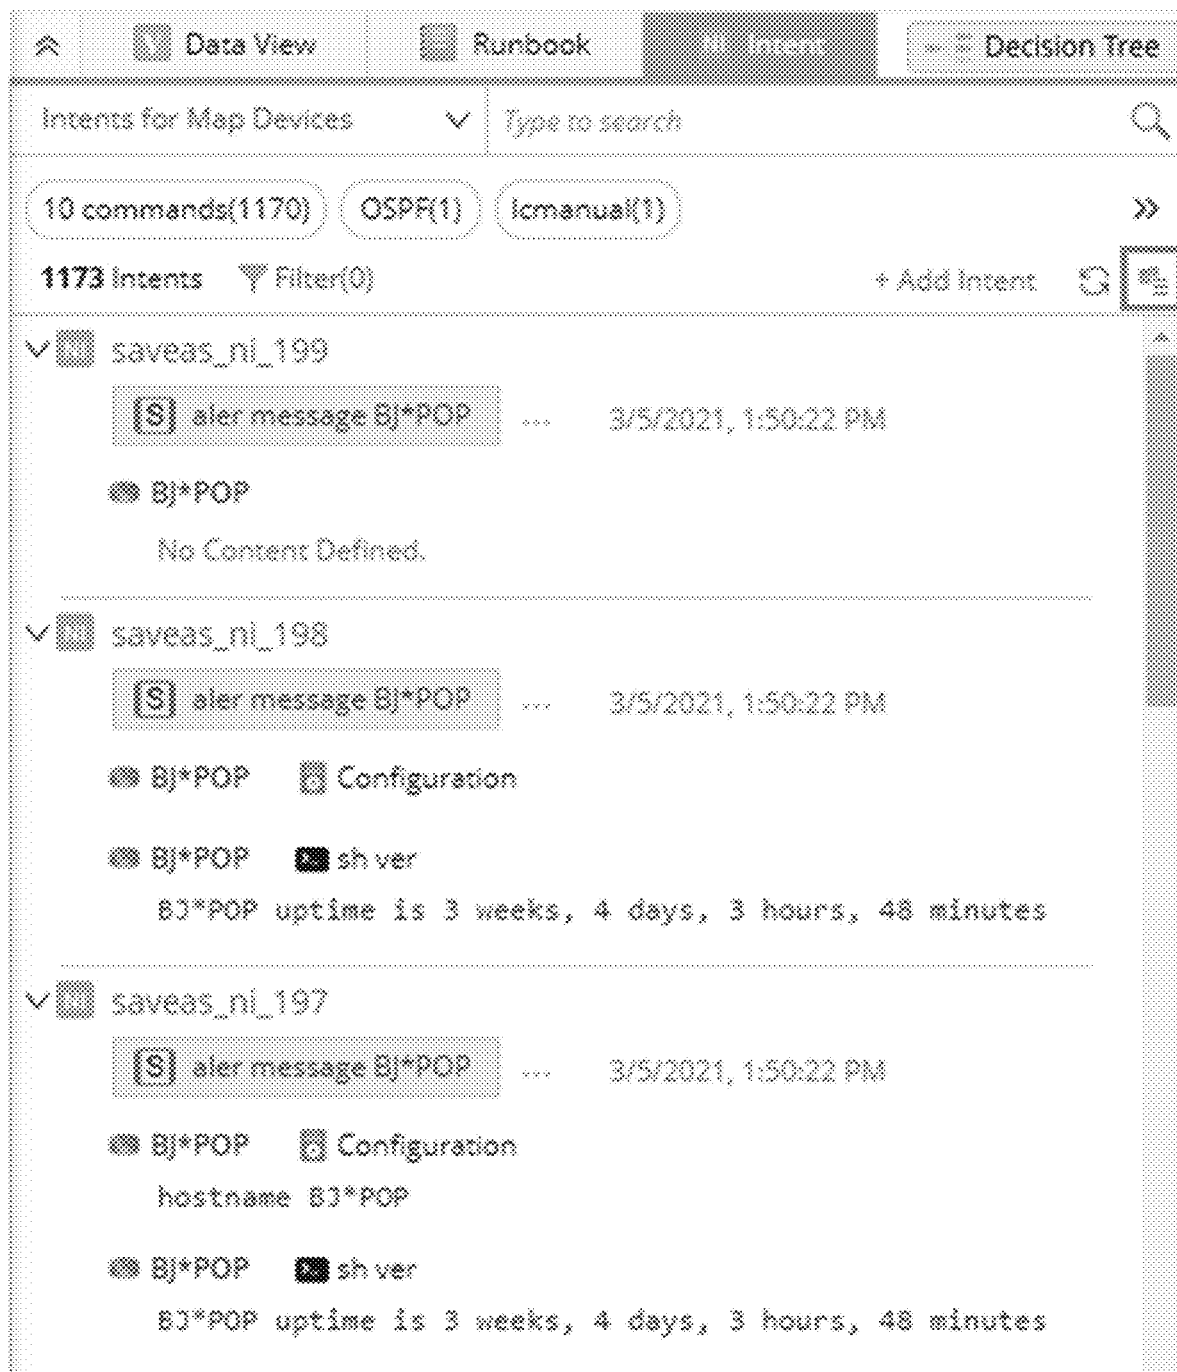 Data View Runbook Intent Decision Tree
Intents for Map Devices Type to search
10 commands(1170) OSPF(1) lcmanual(1)
1173 Intents Filter(0) + Add Intent
saveas_ni_199
[S] aler message BJ*POP ... 3/5/2021, 1:50:22 PM
BJ*POP
No Content Defined.
saveas_ni_198
[S] aler message BJ*POP ... 3/5/2021, 1:50:22 PM
BJ*POP Configuration
BJ*POP sh ver
BJ*POP uptime is 3 weeks, 4 days, 3 hours, 48 minutes
saveas_ni_197
[S] aler message BJ*POP ... 3/5/2021, 1:50:22 PM
BJ*POP Configuration
hostname BJ*POP
BJ*POP sh ver
BJ*POP uptime is 3 weeks, 4 days, 3 hours, 48 minutes